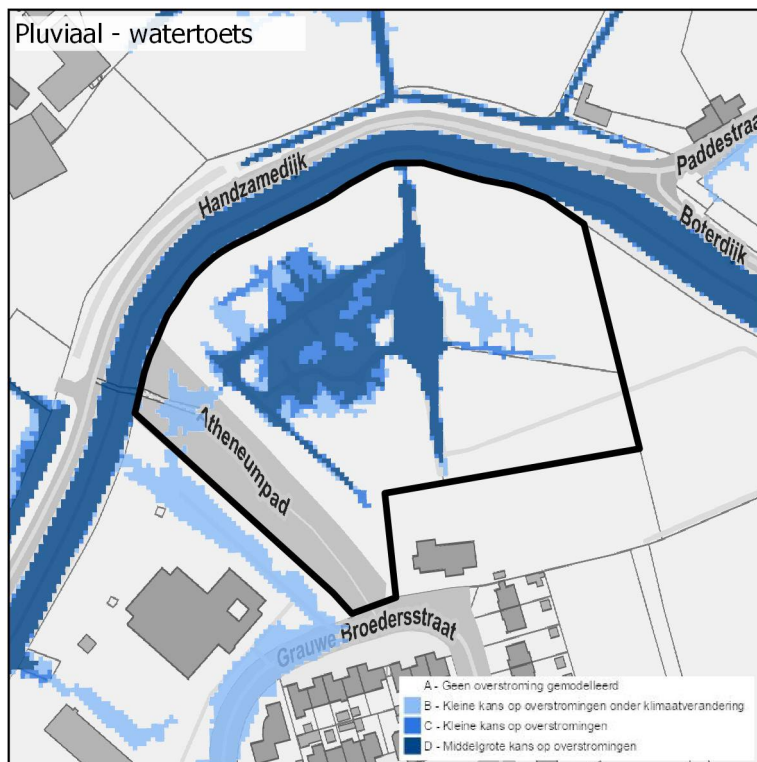 Pluviaal - watertoets
Handzamedijk
Paddestraa
Boterdijk
Atheneumpad
Grauwe Broedersstraat
A - Geen overstroming gemodelleerd
B - Kleine kans op overstromingen onder klimaatverandering
C - Kleine kans op overstromingen
D - Middelgrote kans op overstromingen